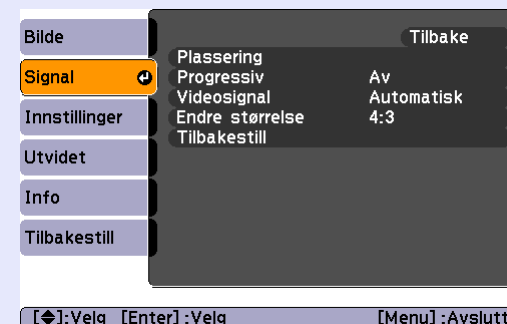 Bilde
Signal
Innstillinger
Utvidet
Info
Tilbakestill
Tilbake
Plassering
Progressiv Av
Videosignal Automatisk
Endre størrelse 4:3
Tilbakestill
[◆]:Velg [Enter]:Velg [Menu]:Avslutt